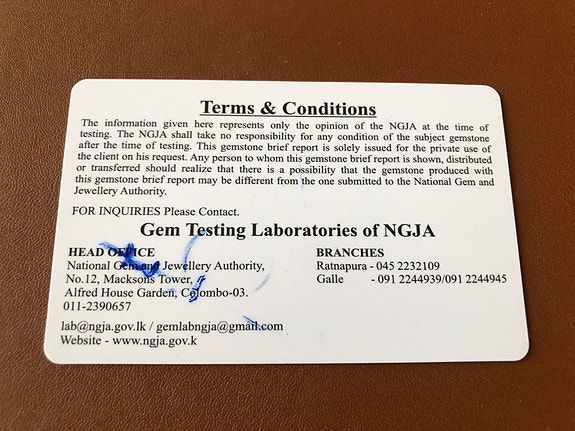 Terms & Conditions
The information given here represents only the opinion of the NGJA at the time of
testing. The NGJA shall take no responsibility for any condition of the subject gemstone
after the time of testing. This gemstone brief report is solely issued for the private use of
the client on his request. Any person to whom this gemstone brief report is shown, distributed
or transferred should realize that there is a possibility that the gemstone produced with
this gemstone brief report may be different from the one submitted to the National Gem and
Jewellery Authority.
FOR INQUIRIES Please Contact.
Gem Testing Laboratories of NGJA
HEAD OFFICE
National Gem and Jewellery Authority,
No.12, Macksons Tower,
Alfred House Garden, Colombo-03.
011-2390657
lab@ngja.gov.lk / gemlabngja@gmail.com
Website - www.ngja.gov.k
BRANCHES
Ratnapura - 045 2232109
Galle - 091 2244939/091 2244945